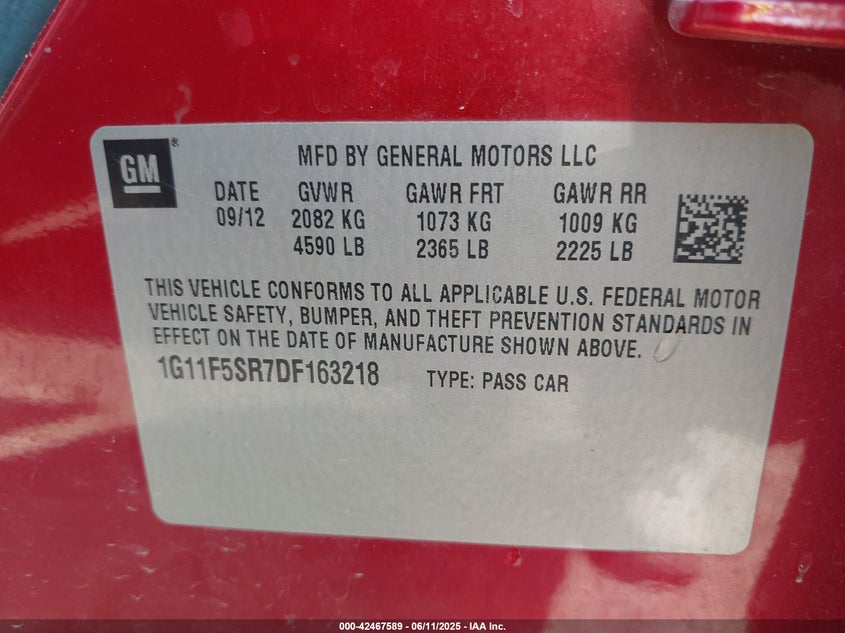 GM ®
MFD BY GENERAL MOTORS LLC
DATE GVWR GAWR FRT GAWR RR
09/12 2082 KG 1073 KG 1009 KG
4590 LB 2365 LB 2225 LB
THIS VEHICLE CONFORMS TO ALL APPLICABLE U.S. FEDERAL MOTOR
VEHICLE SAFETY, BUMPER, AND THEFT PREVENTION STANDARDS IN
EFFECT ON THE DATE OF MANUFACTURE SHOWN ABOVE.
1G11F5SR7DF163218 TYPE: PASS CAR
000-42467589 - 06/11/2025 - IAA Inc.